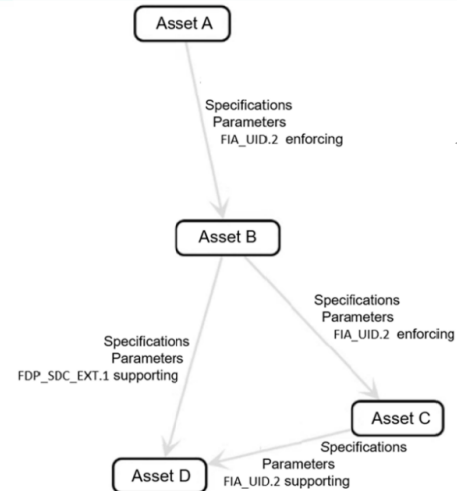 Asset A
Specifications
Parameters
FIA_UID.2 enforcing
Asset B
Specifications
Parameters
FIA_UID.2 enforcing
Specifications
Parameters
FDP_SDC_EXT.1 supporting
Asset C
Specifications
Parameters
FIA_UID.2 supporting
Asset D